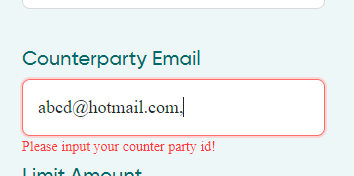 Counterparty Email
abcd@hotmail.com,
Please input your counter party id!
Limit Amount